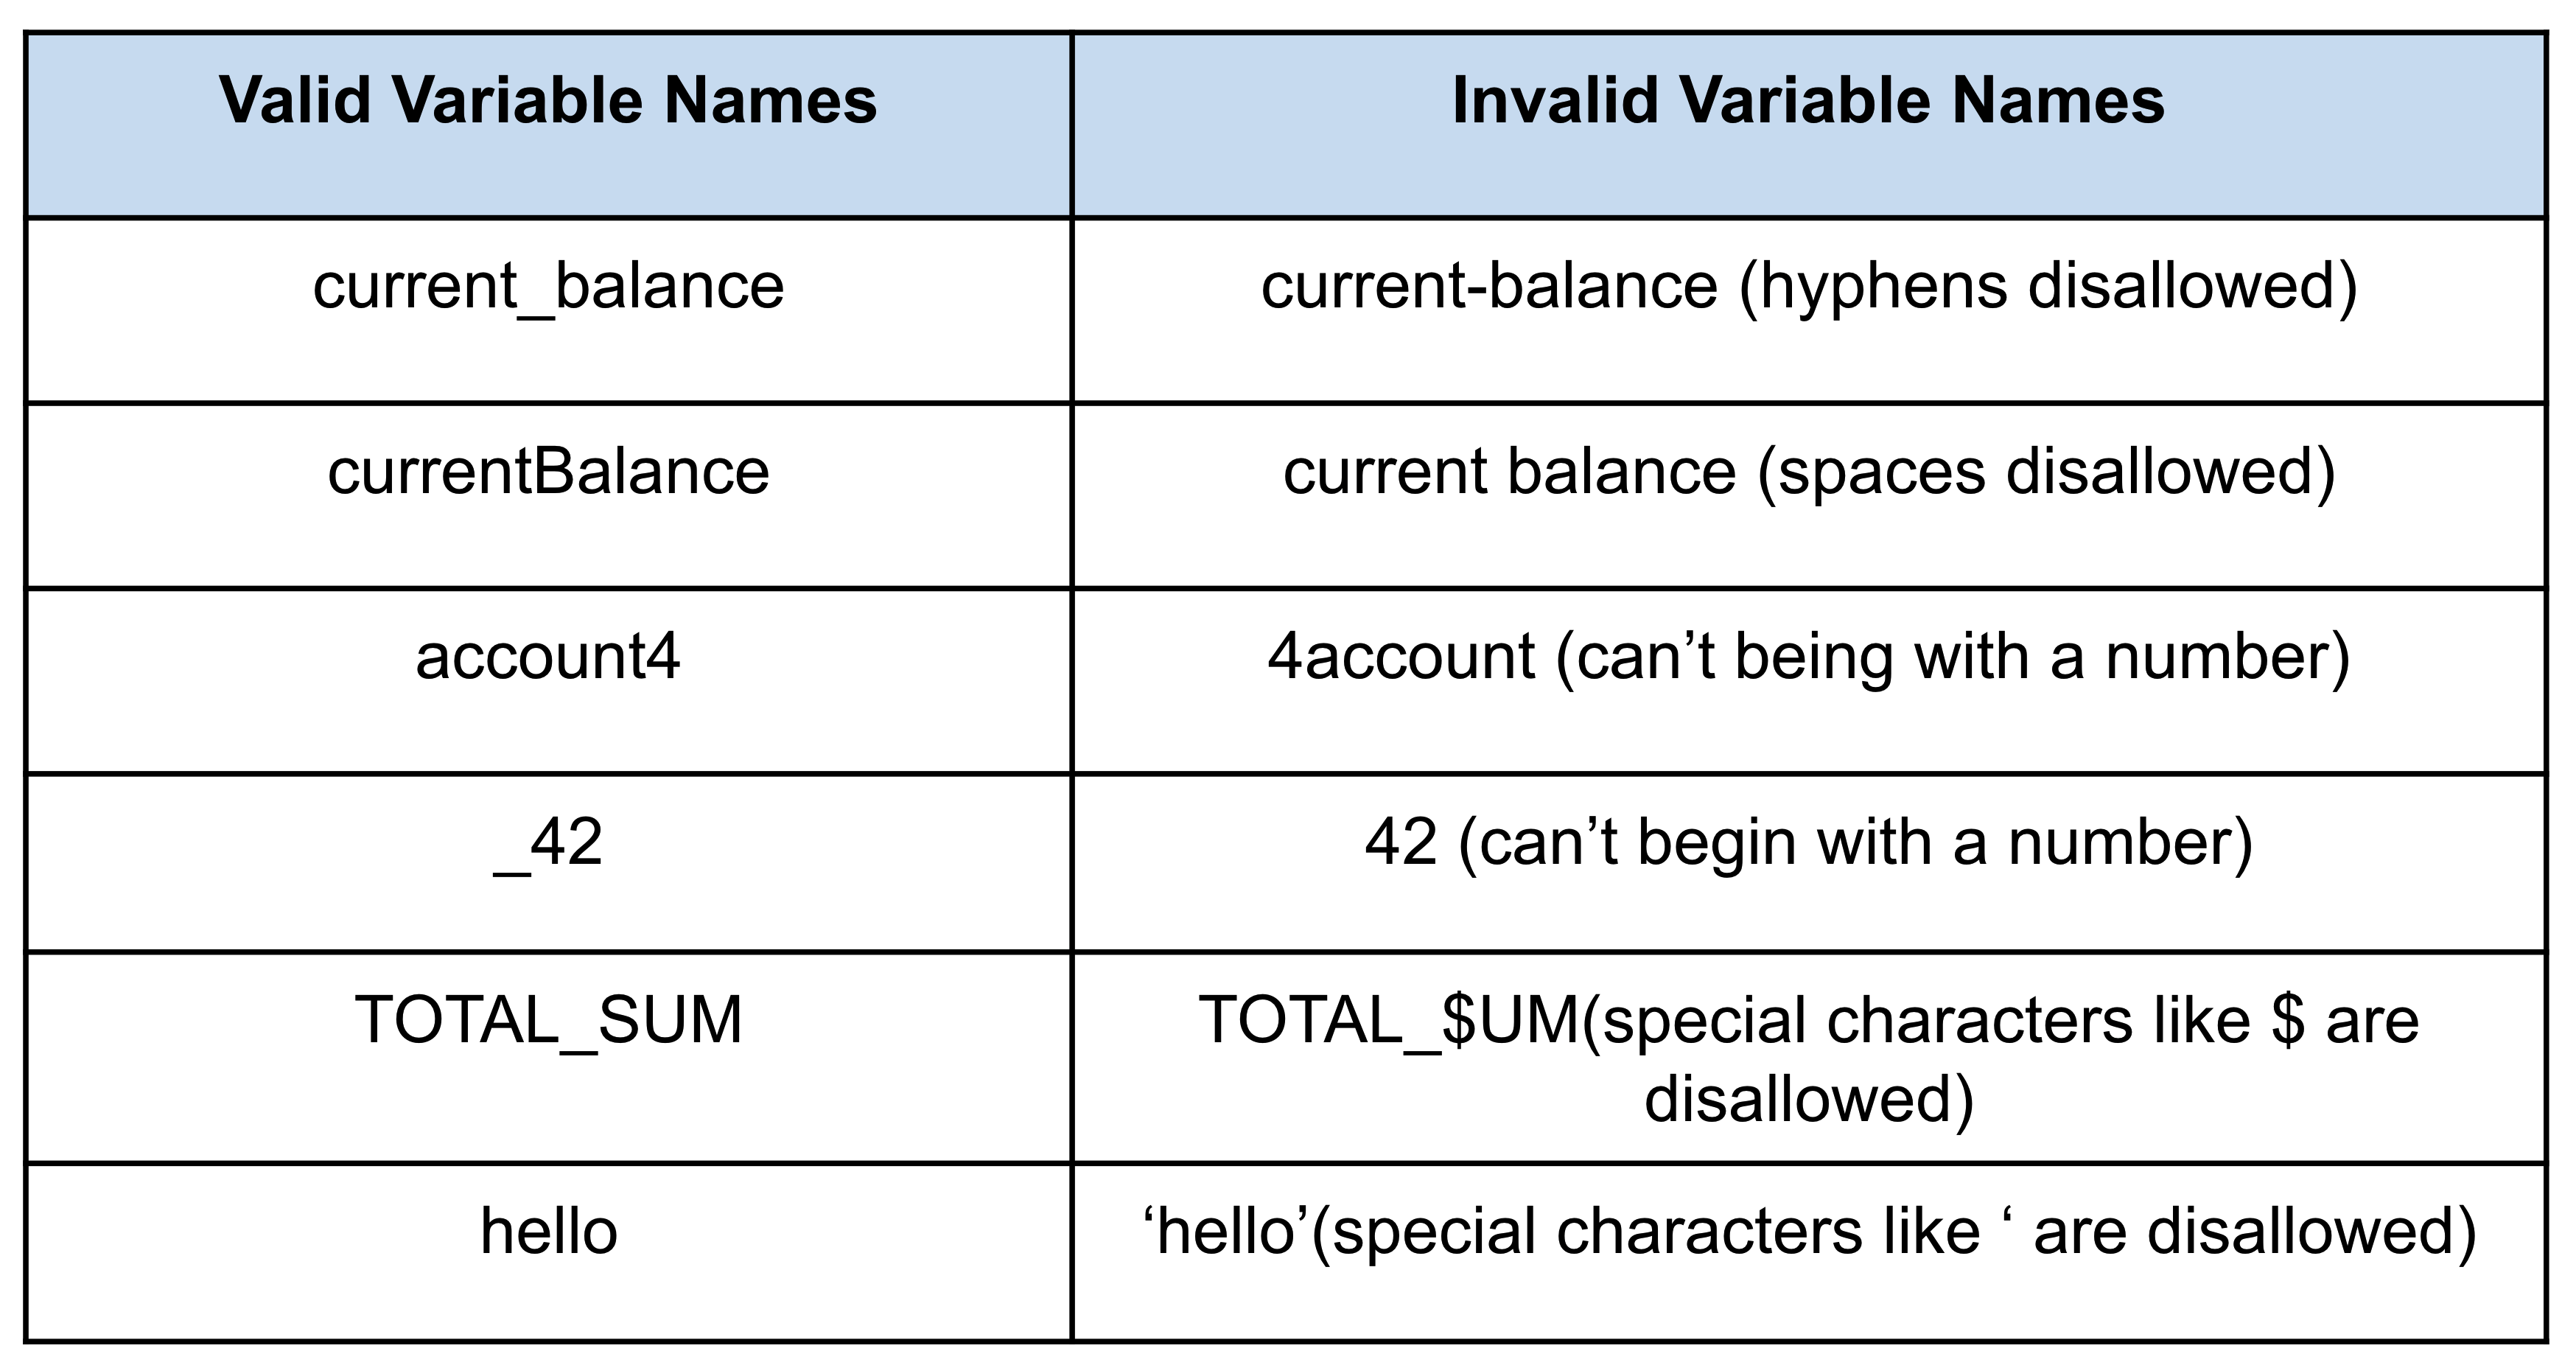 Valid Variable Names
Invalid Variable Names
current_balance
current-balance (hyphens disallowed)
currentBalance
current balance (spaces disallowed)
account4
4account (can’t being with a number)
_42
42 (can’t begin with a number)
TOTAL_SUM
TOTAL_$UM(special characters like $ are
disallowed)
hello
‘hello’(special characters like ‘ are disallowed)